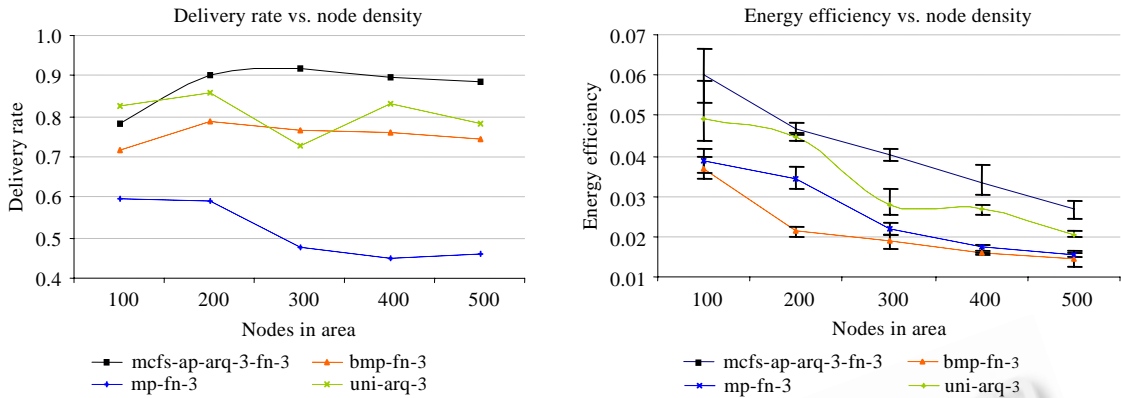 Delivery rate vs. node density
1.0
0.9
0.8
0.7
0.6
0.5
0.4
Delivery rate
100 200 300 400 500
Nodes in area
mcfs-ap-arq-3-fn-3 bmp-fn-3
mp-fn-3 uni-arq-3
Energy efficiency vs. node density
0.07
0.06
0.05
0.04
0.03
0.02
0.01
Energy efficiency
100 200 300 400 500
Nodes in area
mcfs-ap-arq-3-fn-3 bmp-fn-3
mp-fn-3 uni-arq-3